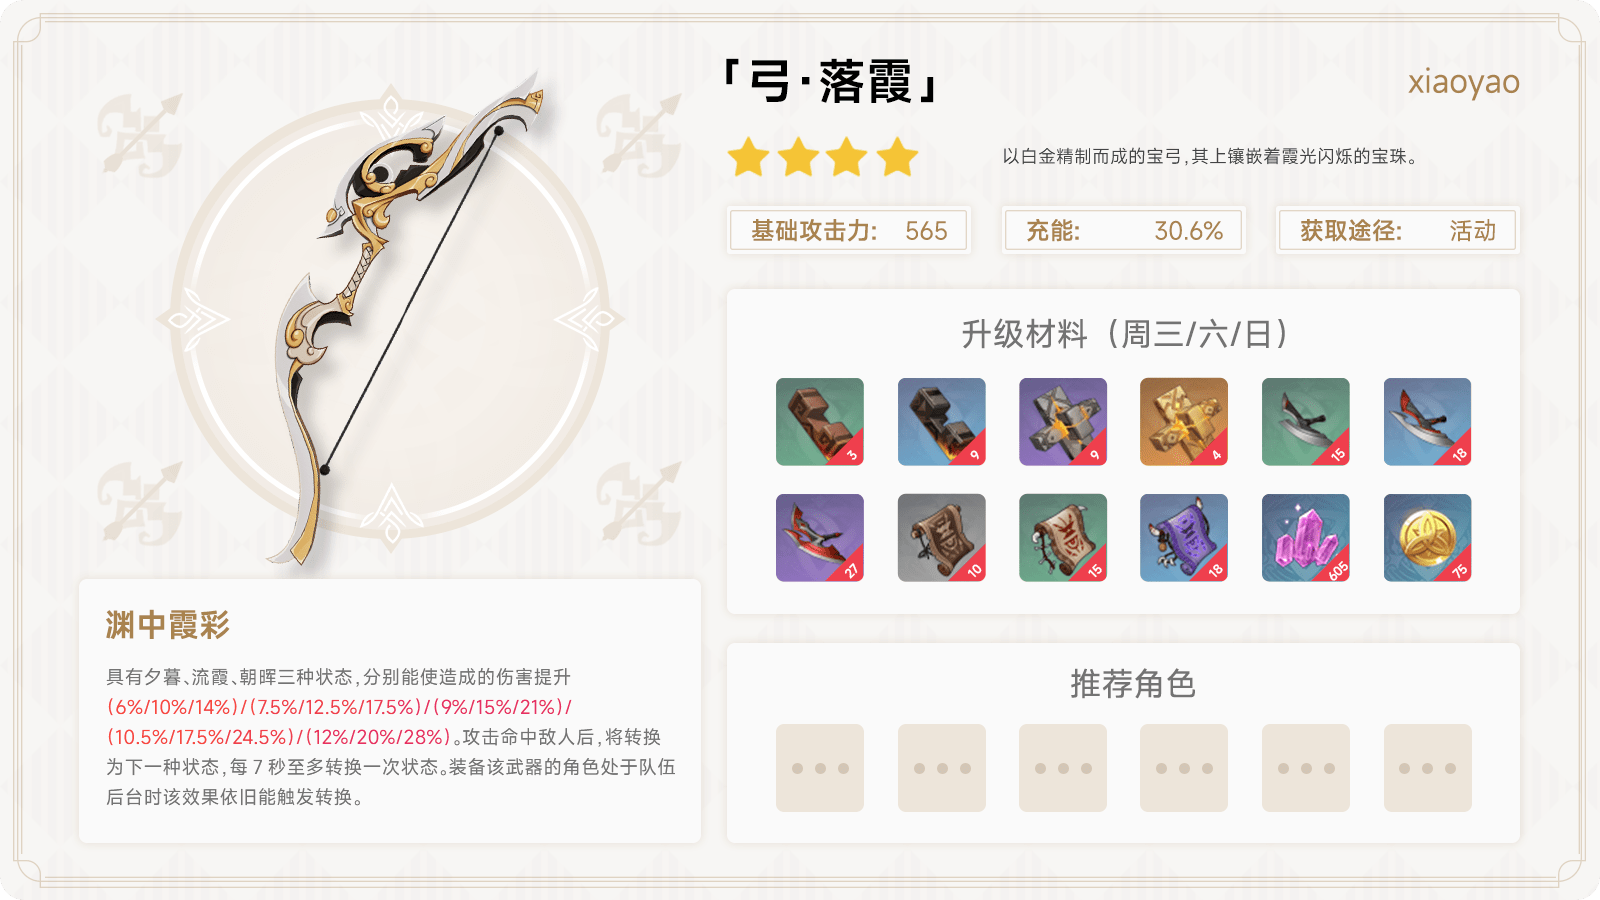 「弓·落霞」
xiaoyao
以白金精制而成的宝弓,其上镶嵌着霞光闪烁的宝珠。
基础攻击力: 565
充能: 30.6%
获取途径: 活动
升级材料（周三/六/日）
3 9 9 4 15 18
27 10 15 18 605 75
渊中霞彩
具有夕暮、流霞、朝晖三种状态,分别能使造成的伤害提升
(6%/10%/14%)/(7.5%/12.5%/17.5%)/(9%/15%/21%)/
(10.5%/17.5%/24.5%)/(12%/20%/28%)。攻击命中敌人后,将转换
为下一种状态,每 7 秒至多转换一次状态。装备该武器的角色处于队伍
后台时该效果依旧能触发转换。
推荐角色